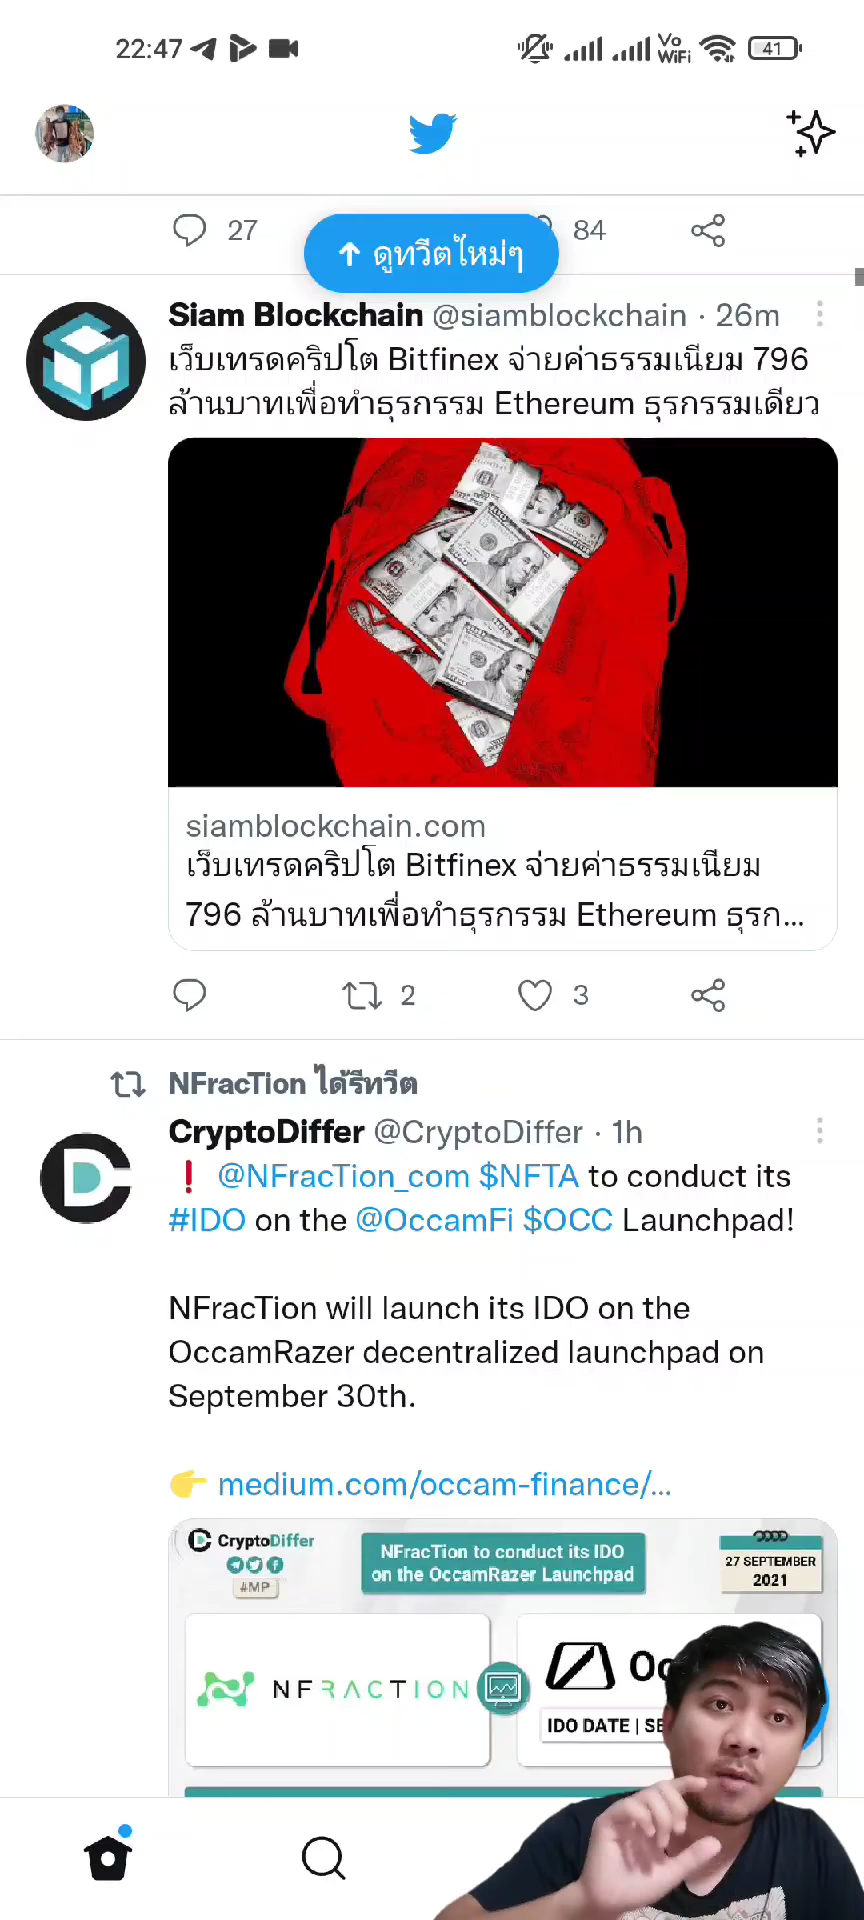 22:47
Vo
WiFi
41
27
84
↑ ดูทวีตใหม่ๆ
Siam Blockchain @siamblockchain · 26m
เว็บเทรดคริปโต Bitfinex จ่ายค่าธรรมเนียม 796
ล้านบาทเพื่อทำธุรกรรม Ethereum ธุรกรรมเดียว
siamblockchain.com
เว็บเทรดคริปโต Bitfinex จ่ายค่าธรรมเนียม
796 ล้านบาทเพื่อทำธุรกรรม Ethereum ธุรก...
2
3
NFracTion ได้รีทวีต
CryptoDiffer @CryptoDiffer · 1h
❗ @NFracTion_com $NFTA to conduct its
#IDO on the @OccamFi $OCC Launchpad!
NFracTion will launch its IDO on the
OccamRazer decentralized launchpad on
September 30th.
👉 medium.com/occam-finance/...
CryptoDiffer
#MP
NFracTion to conduct its IDO
on the OccamRazer Launchpad
27 SEPTEMBER
2021
NFRACTION
IDO DATE |